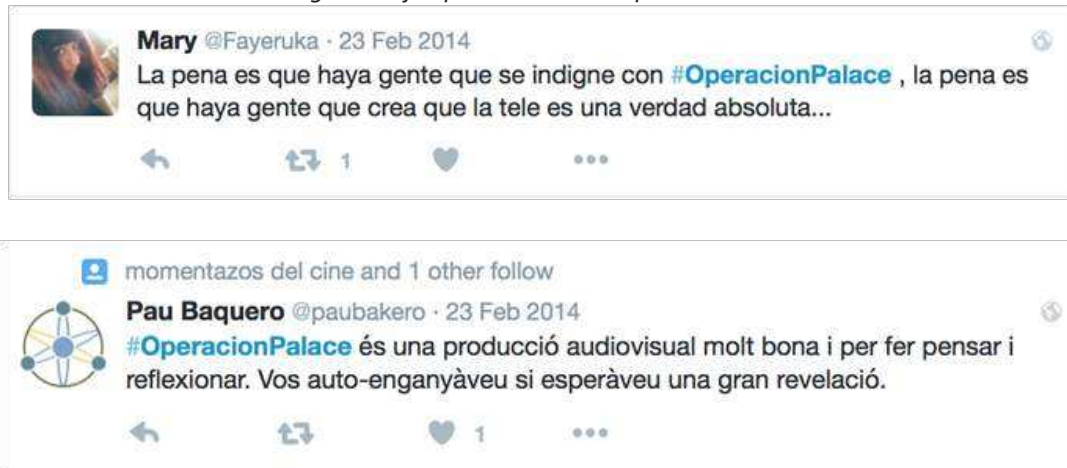 Mary @Fayeruka · 23 Feb 2014
La pena es que haya gente que se indigne con #OperacionPalace , la pena es
que haya gente que crea que la tele es una verdad absoluta...
1
momentazos del cine and 1 other follow
Pau Baquero @paubakero · 23 Feb 2014
#OperacionPalace és una producció audiovisual molt bona i per fer pensar i
reflexionar. Vos auto-enganyàveu si esperàveu una gran revelació.
1